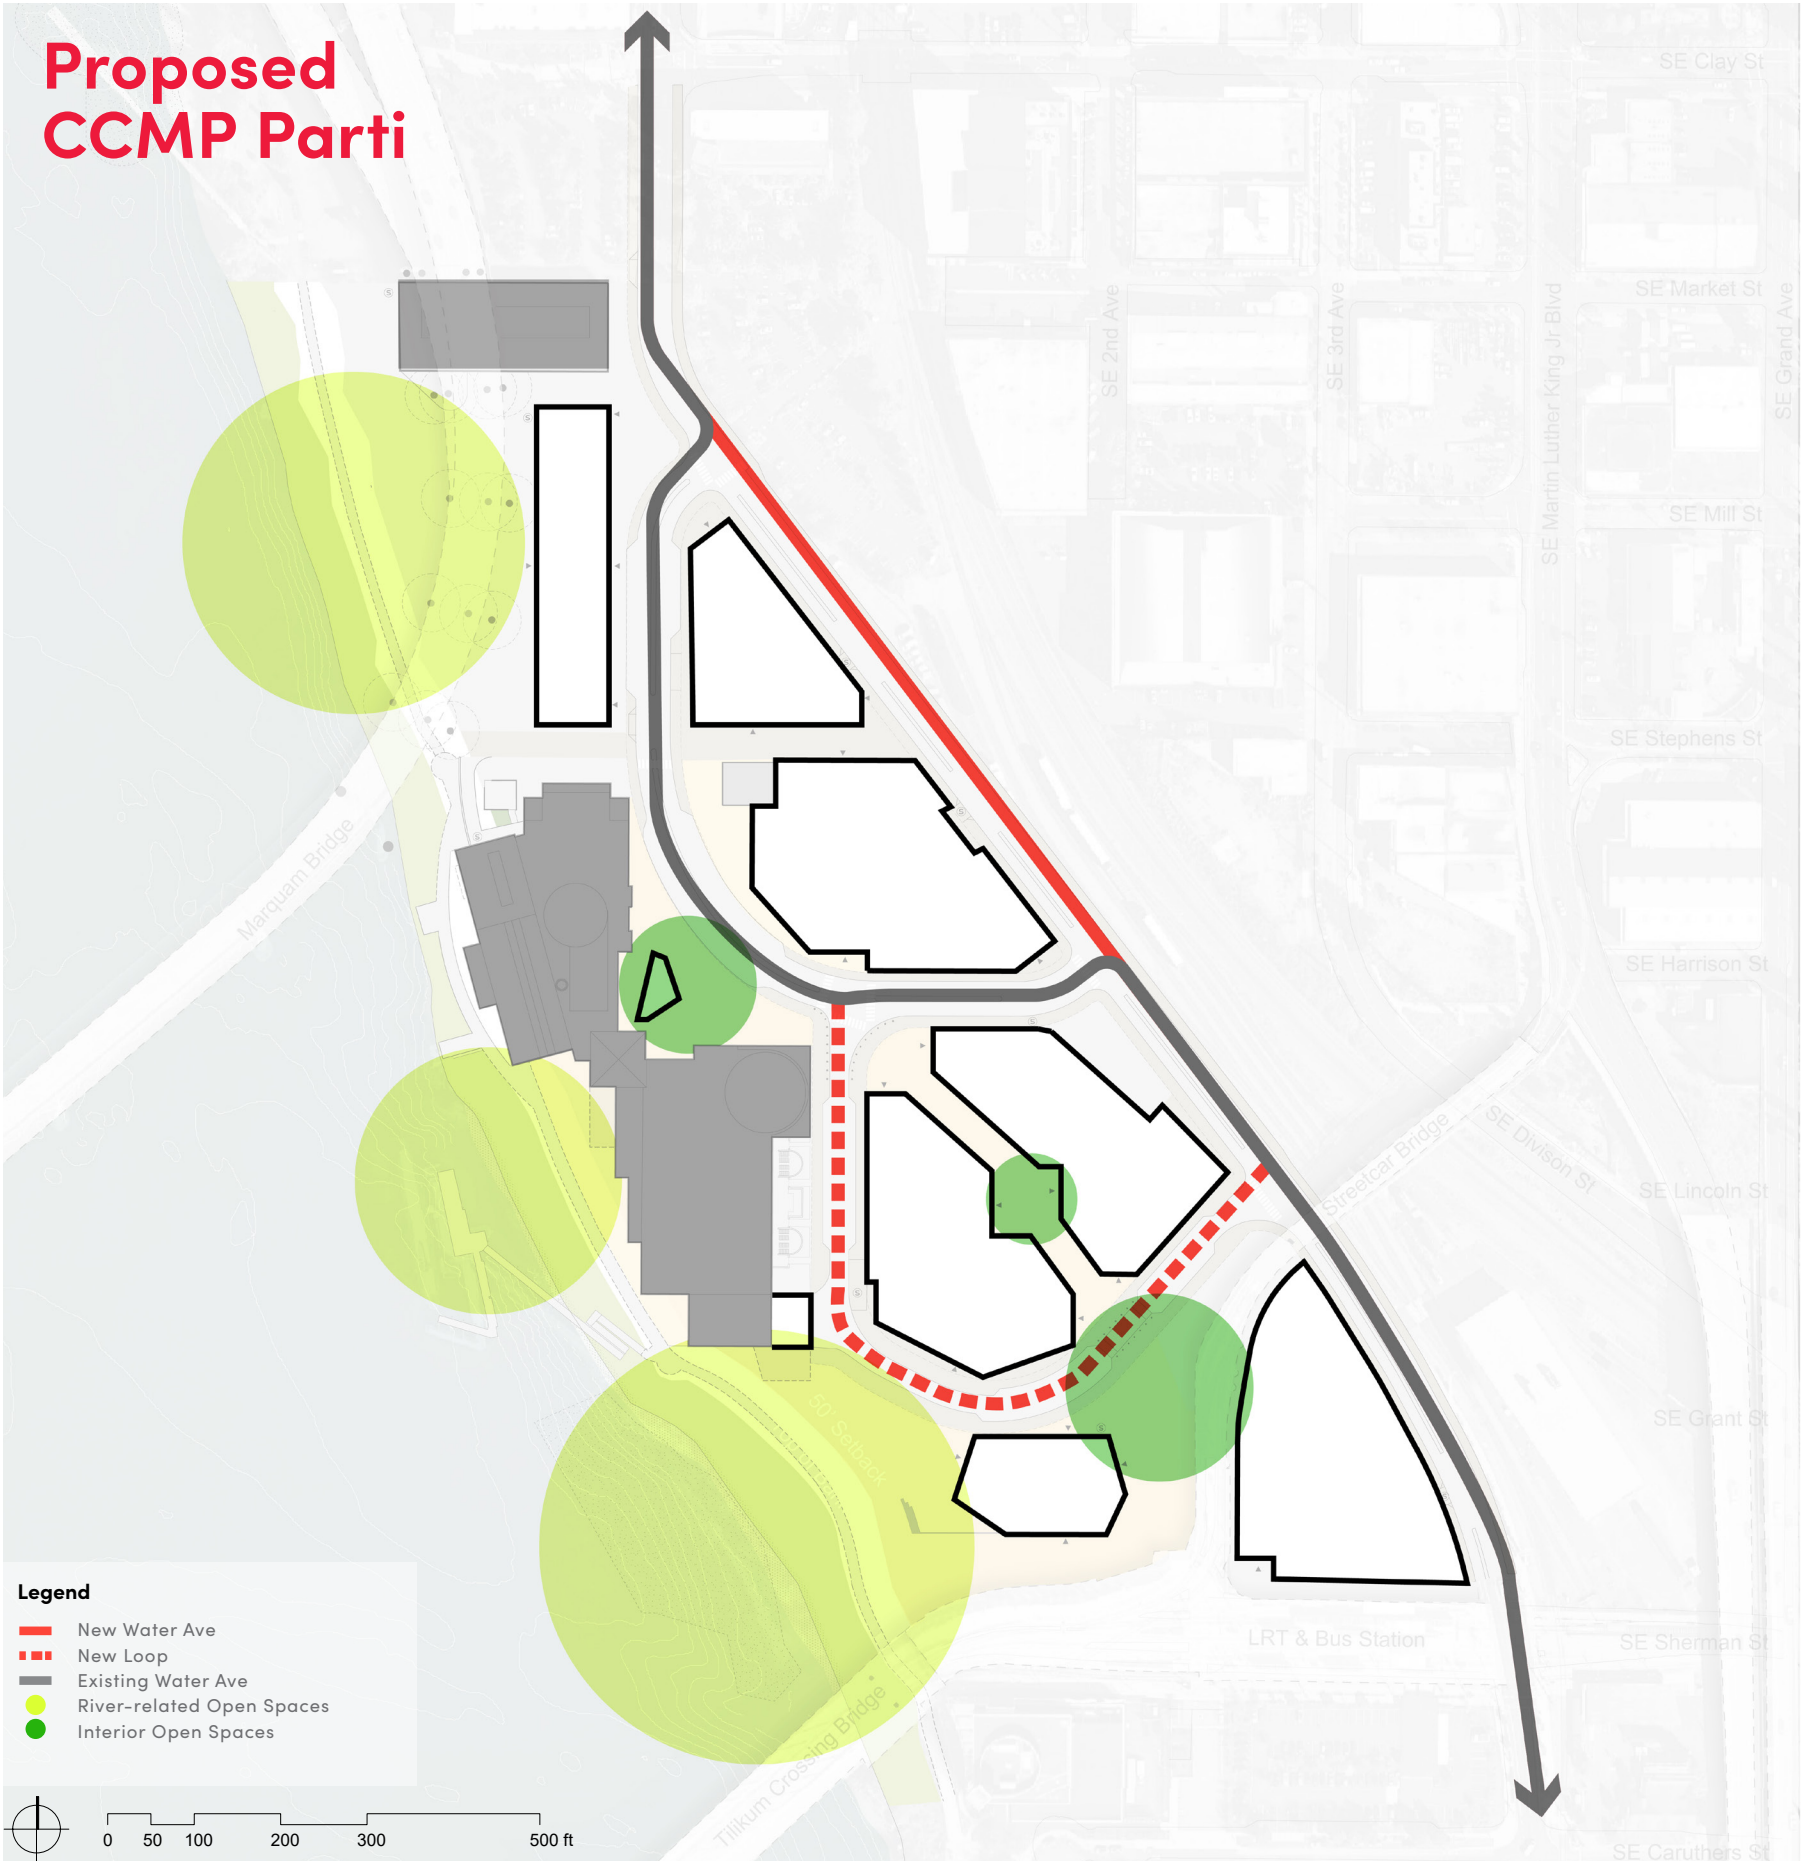 Proposed
CCMP Parti
SE Clay St
SE Market St
SE 2nd Ave
SE 3rd Ave
SE Martin Luther King Jr Blvd
SE Grand Ave
SE Mill St
SE Stephens St
Marquam Bridge
SE Harrison St
SE Divison St
Streetcar Bridge
SE Lincoln St
50' Setback
SE Grant St
LRT & Bus Station
SE Sherman St
Tilikum Crossing Bridge
SE Caruthers St
Legend
New Water Ave
New Loop
Existing Water Ave
River-related Open Spaces
Interior Open Spaces
0 50 100 200 300 500 ft